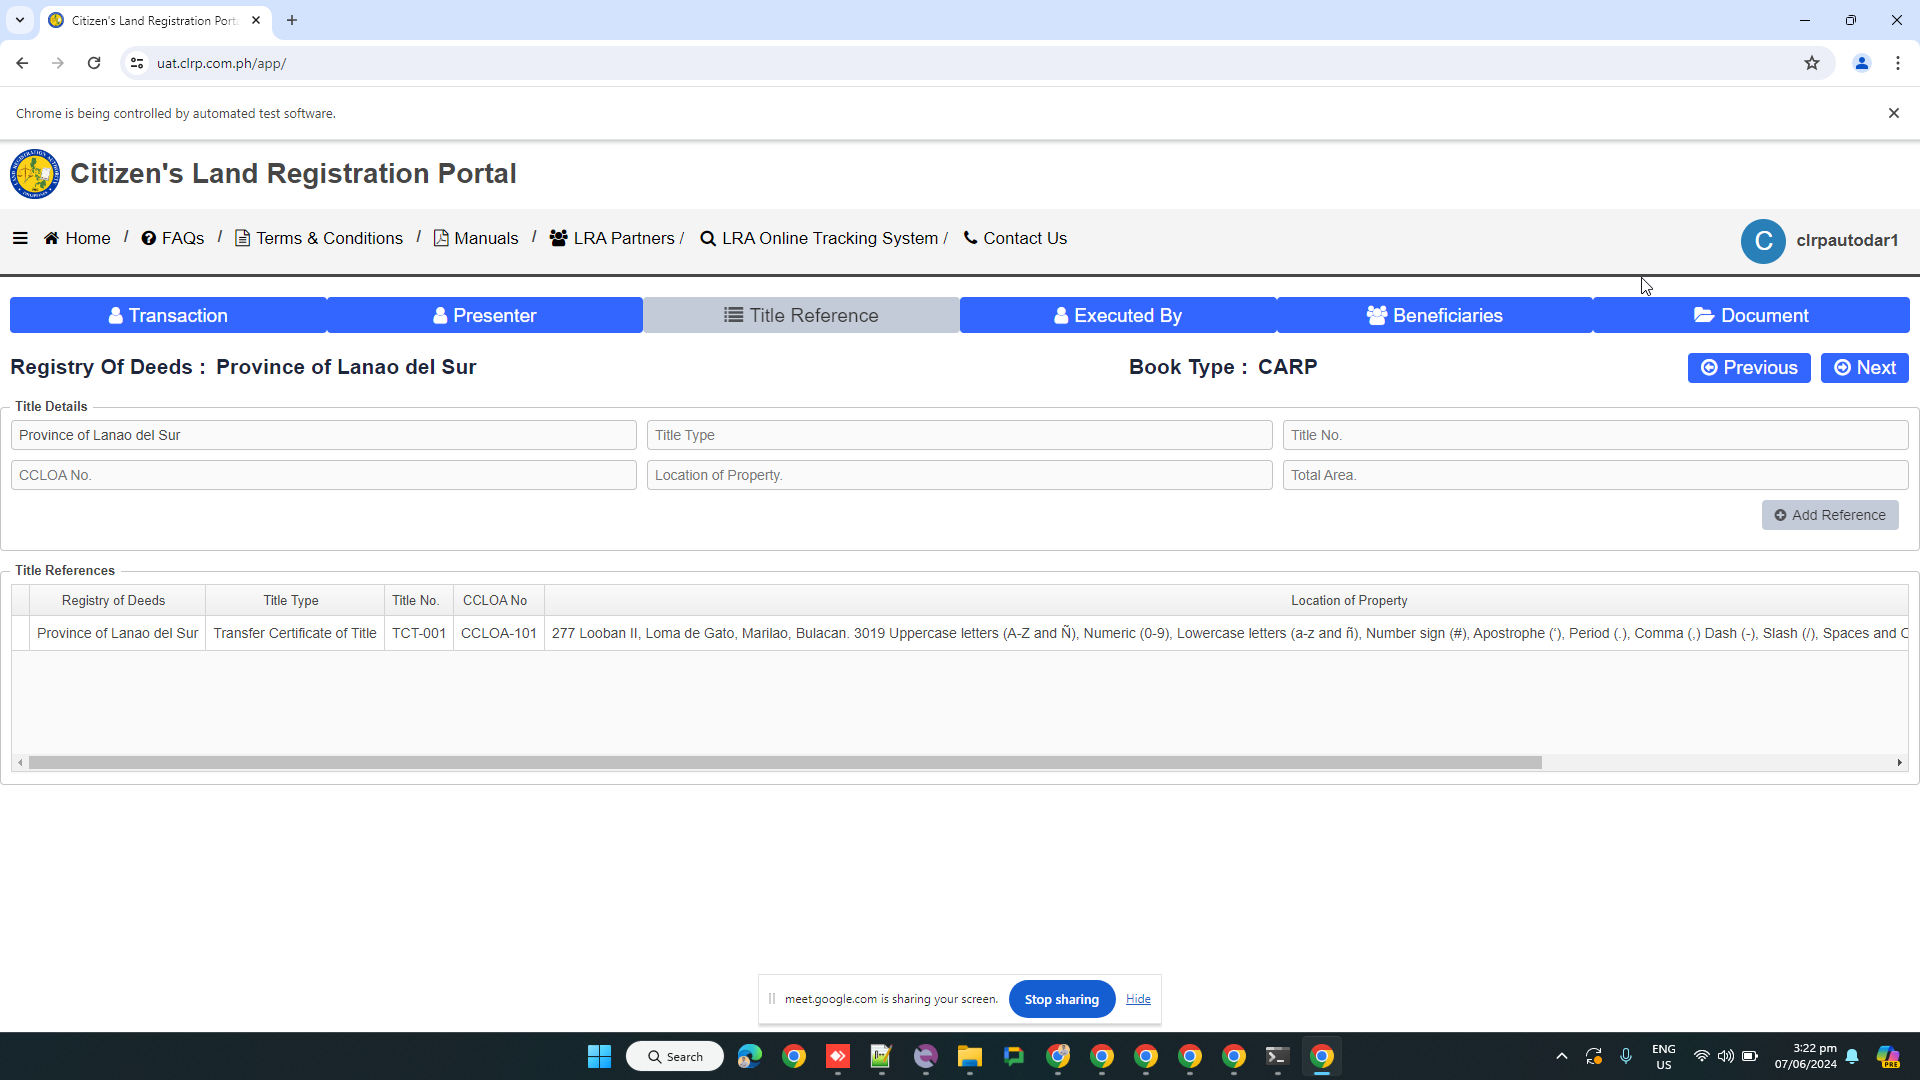 Citizen's Land Registration Porta
uat.clrp.com.ph/app/
Chrome is being controlled by automated test software.
Citizen's Land Registration Portal
Home / FAQs / Terms & Conditions / Manuals / LRA Partners / LRA Online Tracking System / Contact Us
C clrpautodar1
Transaction Presenter Title Reference Executed By Beneficiaries Document
Registry Of Deeds : Province of Lanao del Sur Book Type : CARP Previous Next
Title Details
Province of Lanao del Sur Title Type Title No.
CCLOA No. Location of Property. Total Area.
Add Reference
Title References
Registry of Deeds Title Type Title No. CCLOA No Location of Property
Province of Lanao del Sur Transfer Certificate of Title TCT-001 CCLOA-101 277 Looban II, Loma de Gato, Marilao, Bulacan. 3019 Uppercase letters (A-Z and Ñ), Numeric (0-9), Lowercase letters (a-z and ñ), Number sign (#), Apostrophe (‘), Period (.), Comma (,) Dash (-), Slash (/), Spaces and
meet.google.com is sharing your screen. Stop sharing Hide
Search
ENG
US
3:22 pm
07/06/2024
PRE